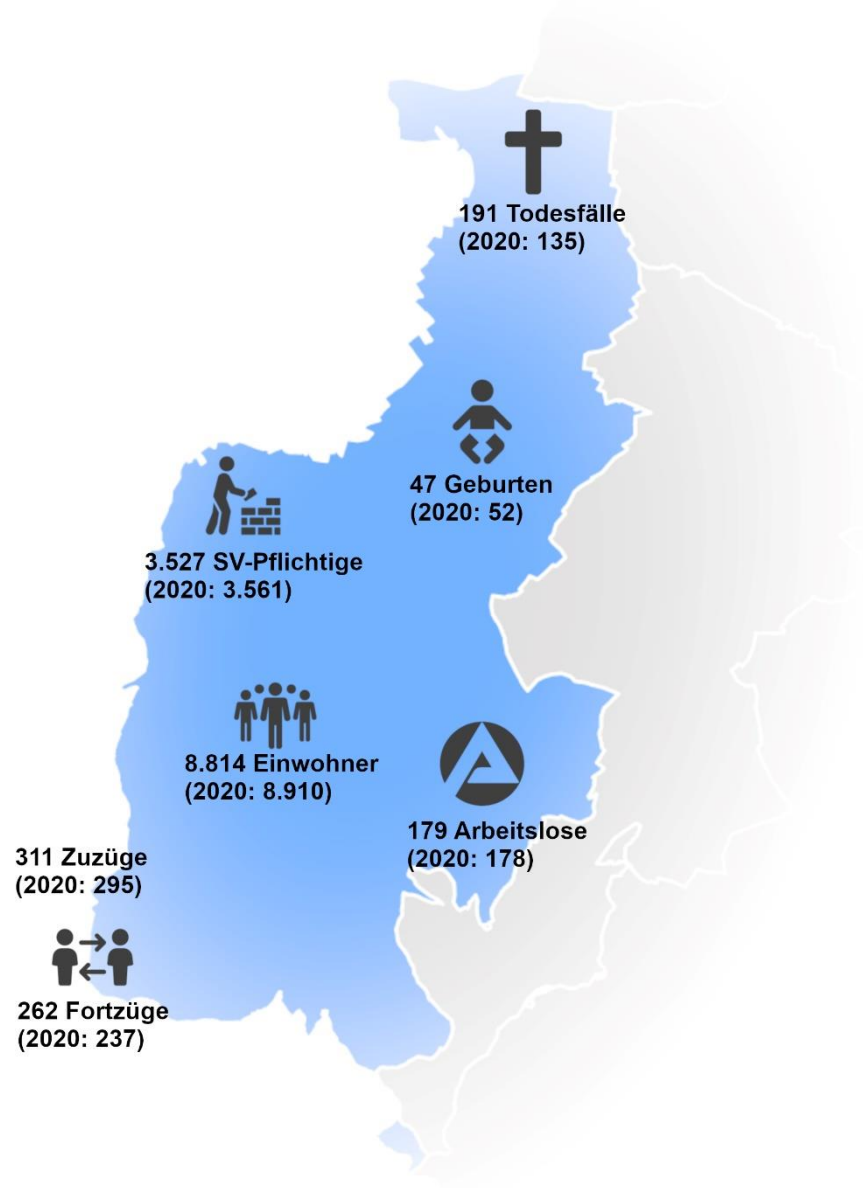 191 Todesfälle
(2020: 135)
47 Geburten
(2020: 52)
3.527 SV-Pflichtige
(2020: 3.561)
8.814 Einwohner
(2020: 8.910)
179 Arbeitslose
(2020: 178)
311 Zuzüge
(2020: 295)
262 Fortzüge
(2020: 237)